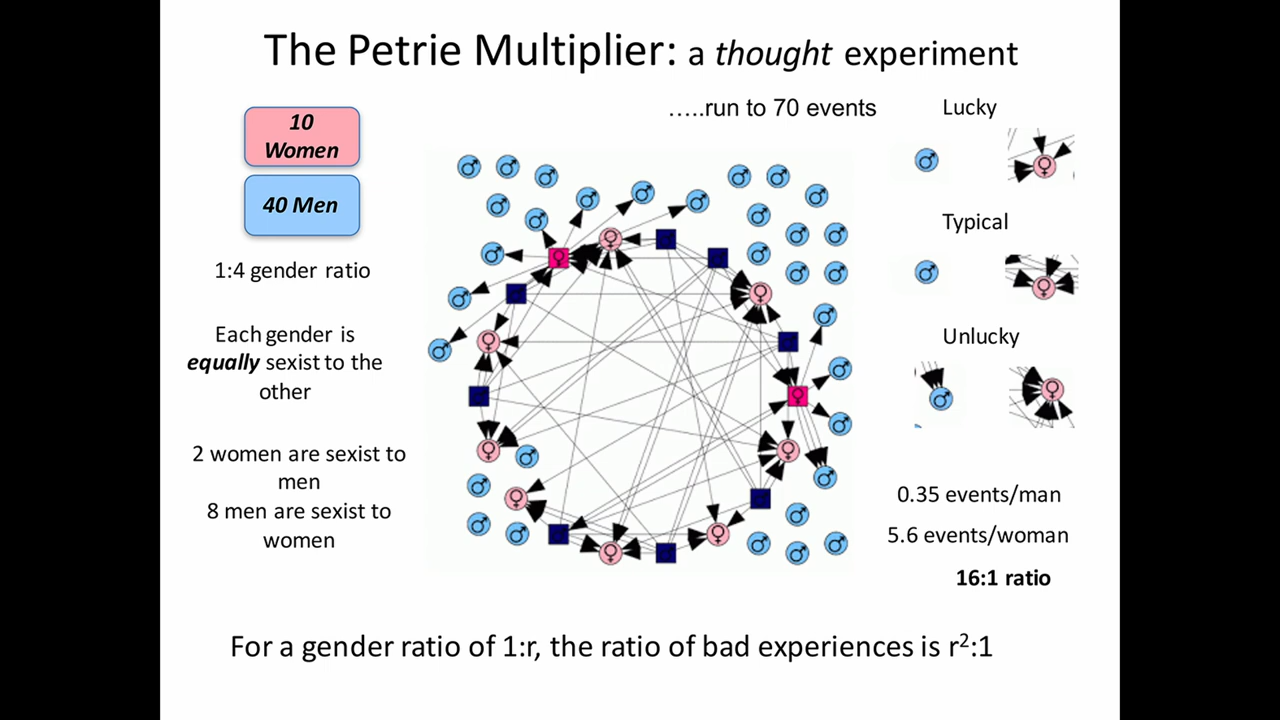 The Petrie Multiplier: a thought experiment
…..run to 70 events
10
Women
40 Men
1:4 gender ratio
Each gender is
equally sexist to the
other
2 women are sexist to
men
8 men are sexist to
women
Lucky
Typical
Unlucky
0.35 events/man
5.6 events/woman
16:1 ratio
For a gender ratio of 1:r, the ratio of bad experiences is r²:1